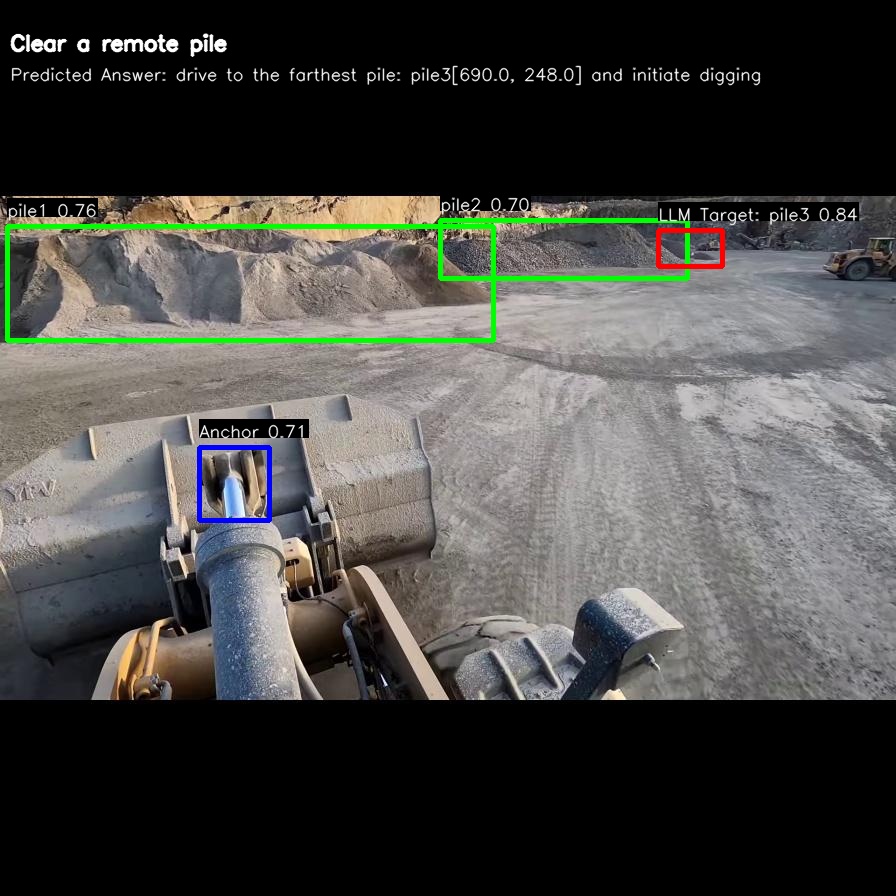 Clear a remote pile
Predicted Answer: drive to the farthest pile: pile3[690.0, 248.0] and initiate digging
pile1 0.76
pile2 0.70
LLM Target: pile3 0.84
Anchor 0.71